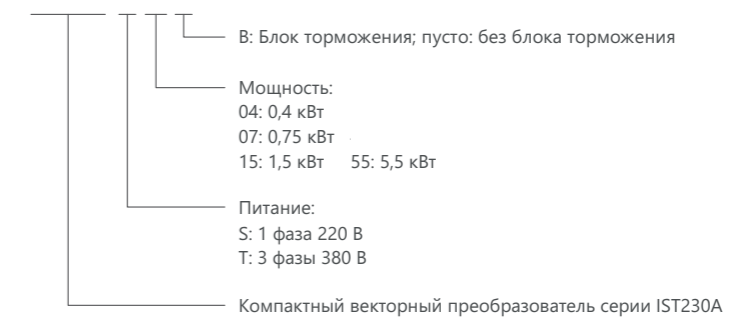 B: Блок торможения; пусто: без блока торможения
Мощность:
04: 0,4 кВт
07: 0,75 кВт
15: 1,5 кВт 55: 5,5 кВт
Питание:
S: 1 фаза 220 В
T: 3 фазы 380 В
Компактный векторный преобразователь серии IST230A